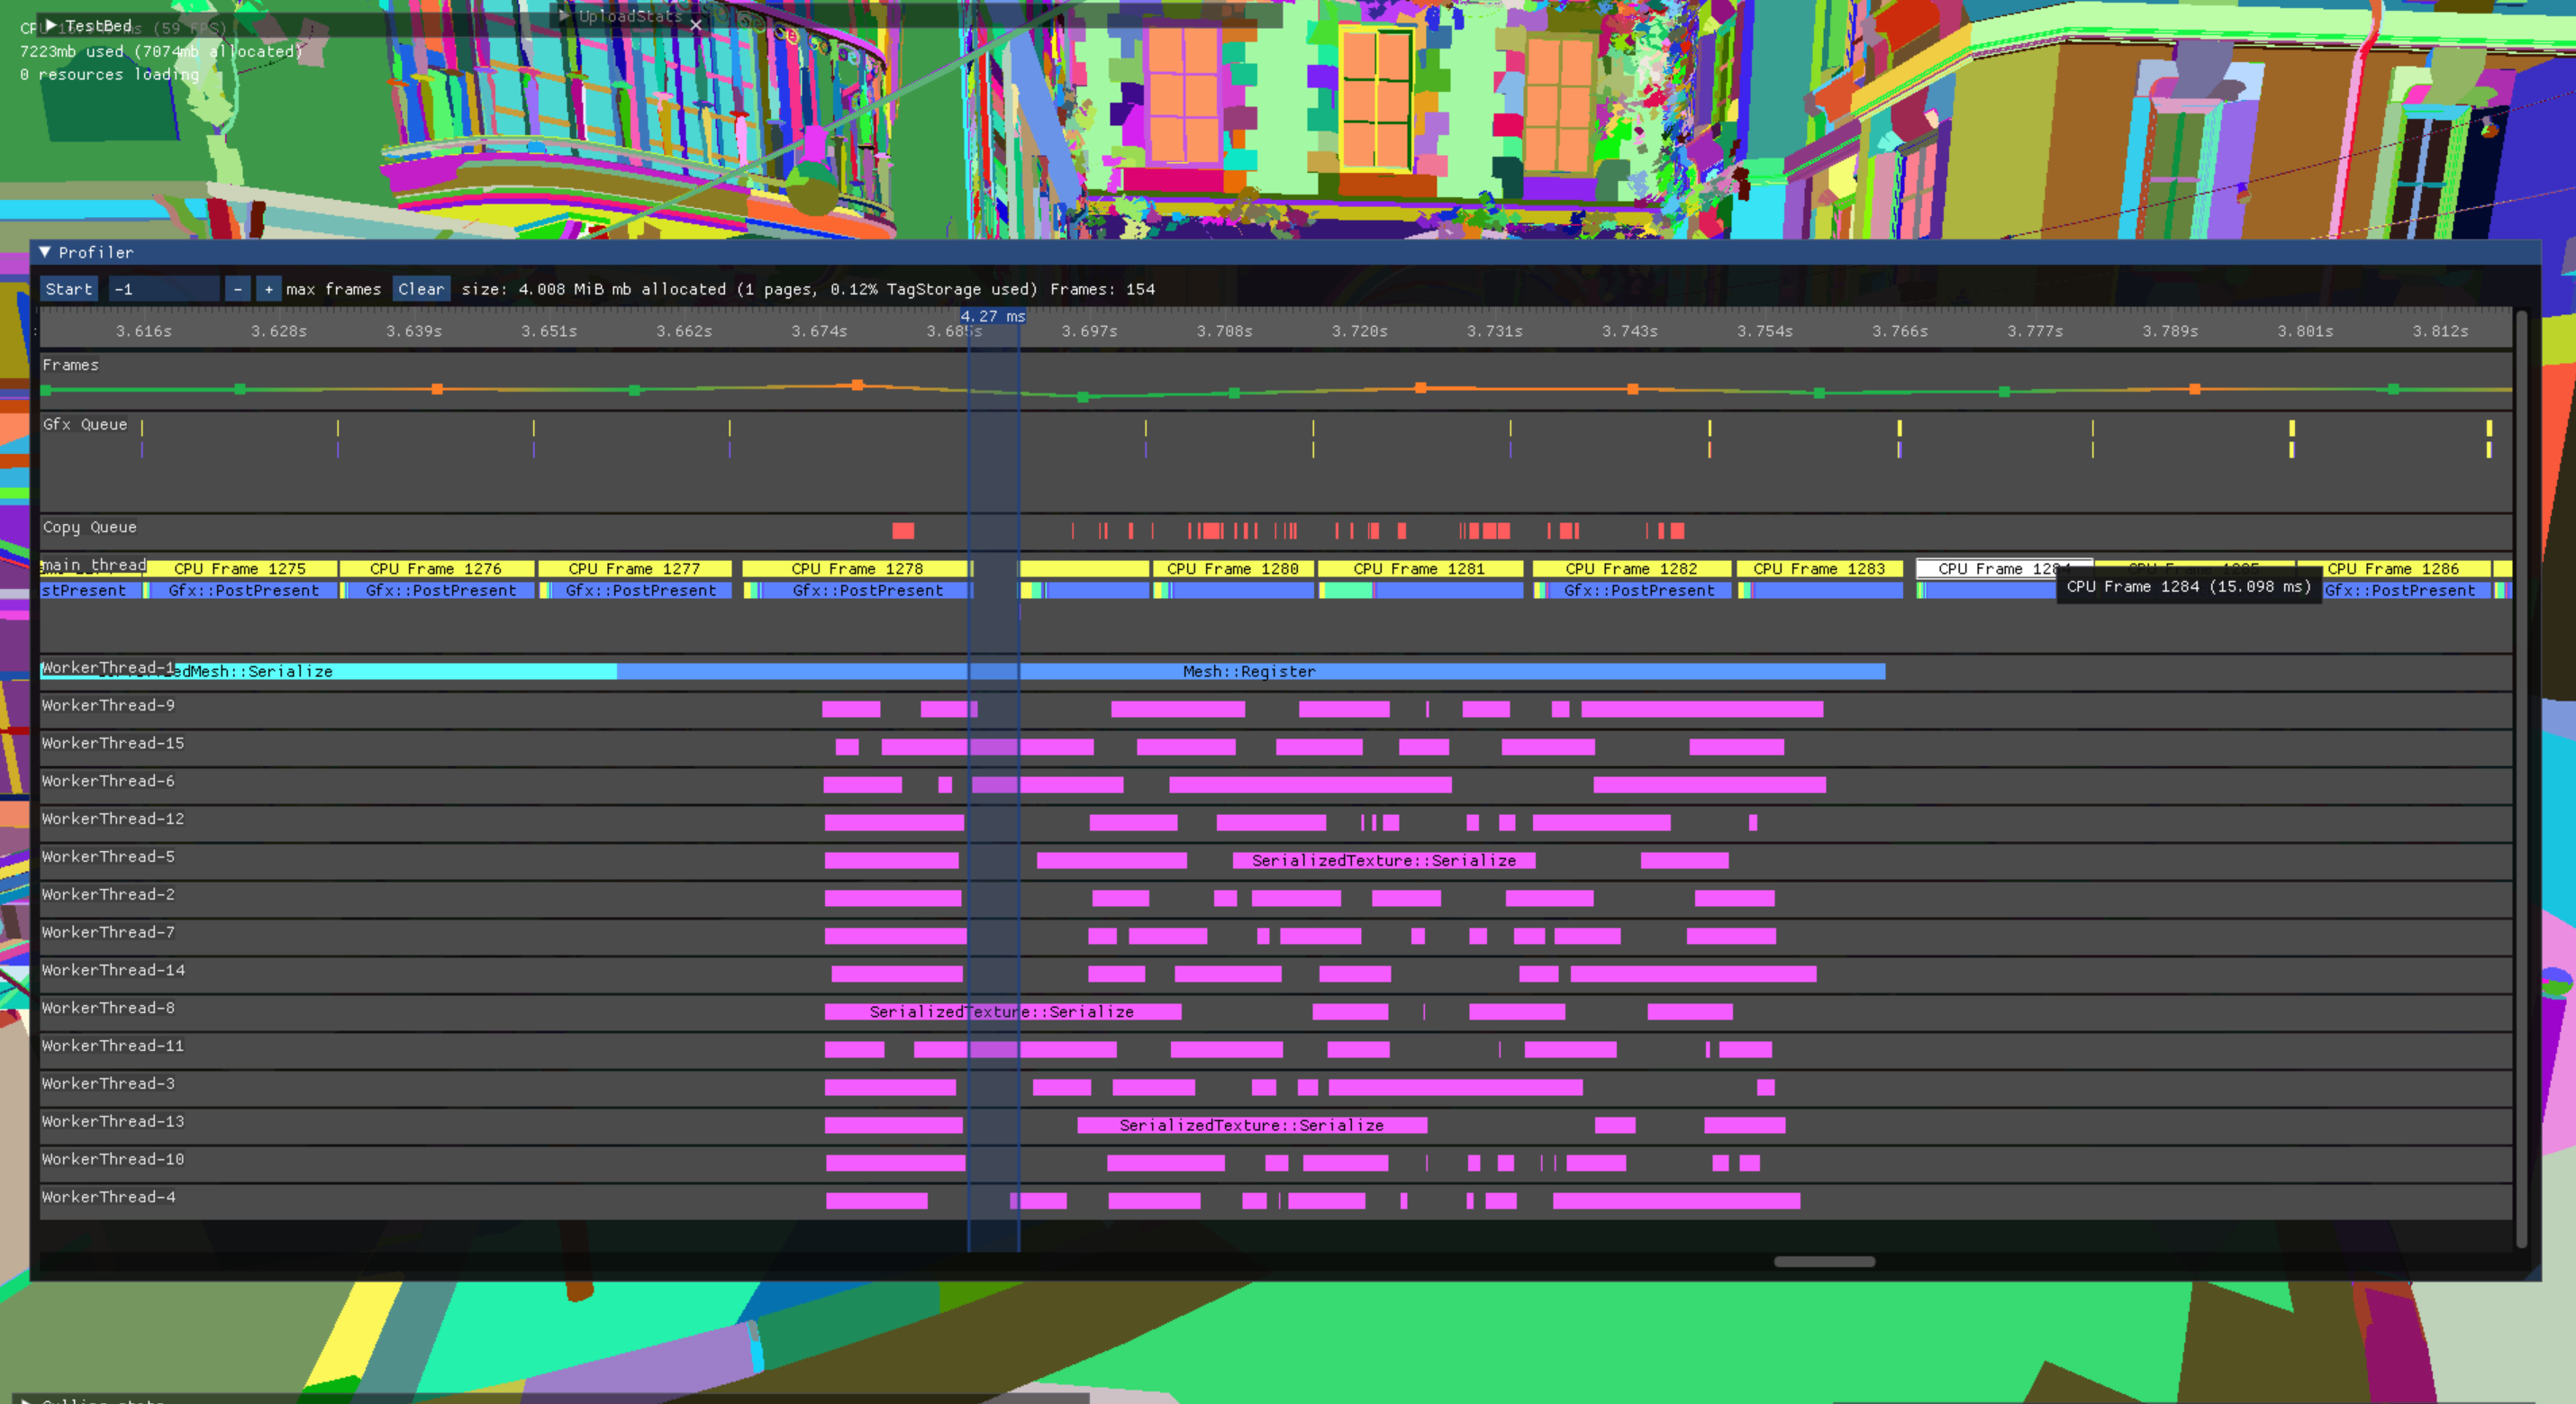 TestBed
UploadStats
7223mb used (7074mb allocated)
0 resources loading
Profiler
Start -1 - + max frames Clear size: 4.008 MiB mb allocated (1 pages, 0.12% TagStorage used) Frames: 154
4.27 ms
3.616s 3.628s 3.639s 3.651s 3.662s 3.674s 3.685s 3.697s 3.708s 3.720s 3.731s 3.743s 3.754s 3.766s 3.777s 3.789s 3.801s 3.812s
Frames
Gfx Queue
Copy Queue
main thread CPU Frame 1275 CPU Frame 1276 CPU Frame 1277 CPU Frame 1278 CPU Frame 1280 CPU Frame 1281 CPU Frame 1282 CPU Frame 1283 CPU Frame 1284 CPU Frame 1285 CPU Frame 1286
CPU Frame 1284 (15.098 ms)
stPresent Gfx::PostPresent Gfx::PostPresent Gfx::PostPresent Gfx::PostPresent Gfx::PostPresent Gfx::PostPresent
WorkerThread-1 edMesh::Serialize Mesh::Register
WorkerThread-9
WorkerThread-15
WorkerThread-6
WorkerThread-12
WorkerThread-5 SerializedTexture::Serialize
WorkerThread-2
WorkerThread-7
WorkerThread-14
WorkerThread-8 SerializedTexture::Serialize
WorkerThread-11
WorkerThread-3
WorkerThread-13 SerializedTexture::Serialize
WorkerThread-10
WorkerThread-4